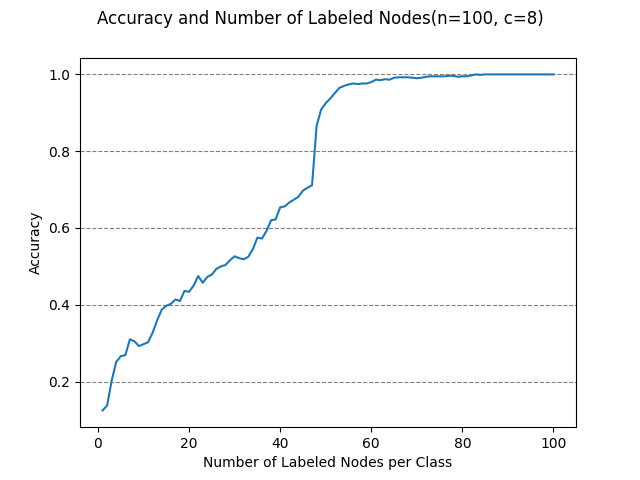 Accuracy and Number of Labeled Nodes(n=100, c=8)
1.0
0.8
0.6
0.4
0.2
Accuracy
0 20 40 60 80 100
Number of Labeled Nodes per Class